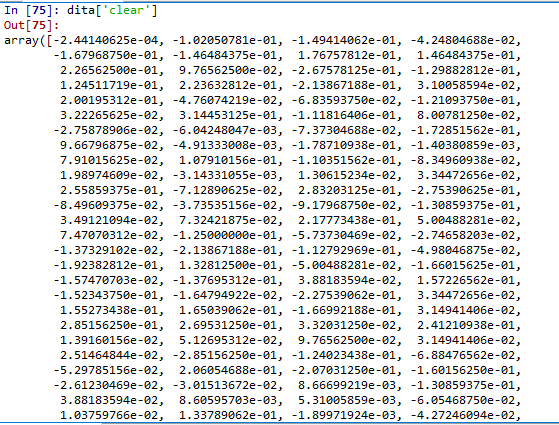 In [75]: dita['clear']
Out[75]:
array([-2.44140625e-04, -1.02050781e-01, -1.49414062e-01, -4.24804688e-02,
-1.67968750e-01, -1.46484375e-01, 1.76757812e-01, 1.46484375e-01,
2.26562500e-01, 9.76562500e-02, -2.67578125e-01, -1.29882812e-01,
1.24511719e-01, 2.23632812e-01, -2.13867188e-01, 3.10058594e-02,
2.00195312e-01, -4.76074219e-02, -6.83593750e-02, -1.21093750e-01,
3.22265625e-02, 3.14453125e-01, -1.11816406e-01, 8.00781250e-02,
-2.75878906e-02, -6.04248047e-03, -7.37304688e-02, -1.72851562e-01,
9.66796875e-02, -4.91333008e-03, -1.78710938e-01, -1.40380859e-03,
7.91015625e-02, 1.07910156e-01, -1.10351562e-01, -8.34960938e-02,
1.98974609e-02, -3.14331055e-03, 1.30615234e-02, 3.34472656e-02,
2.55859375e-01, -7.12890625e-02, 2.83203125e-01, -2.75390625e-01,
-8.49609375e-02, -3.73535156e-02, -9.17968750e-02, -1.30859375e-01,
3.49121094e-02, 7.32421875e-02, 2.17773438e-01, 5.00488281e-02,
7.47070312e-02, -1.25000000e-01, -5.73730469e-02, -2.74658203e-02,
-1.37329102e-02, -2.13867188e-01, -1.12792969e-01, -4.98046875e-02,
-1.92382812e-01, 1.32812500e-01, -5.00488281e-02, -1.66015625e-01,
-1.57470703e-02, -1.37695312e-01, 3.88183594e-02, 1.57226562e-01,
-1.52343750e-01, -1.64794922e-02, -2.27539062e-01, 3.34472656e-02,
1.55273438e-01, 1.65039062e-01, -1.66992188e-01, 3.14941406e-02,
2.85156250e-01, 2.69531250e-01, 3.32031250e-01, 2.41210938e-01,
1.39160156e-02, 5.12695312e-02, 9.76562500e-02, 3.14941406e-02,
2.51464844e-02, -2.85156250e-01, -1.24023438e-01, -6.88476562e-02,
-5.29785156e-02, 2.06054688e-01, -2.07031250e-01, -1.60156250e-01,
-2.61230469e-02, -3.01513672e-02, 8.66699219e-03, -1.30859375e-01,
3.88183594e-02, 8.60595703e-03, 5.31005859e-03, -6.05468750e-02,
1.03759766e-02, 1.33789062e-01, -1.89971924e-03, -4.27246094e-02,